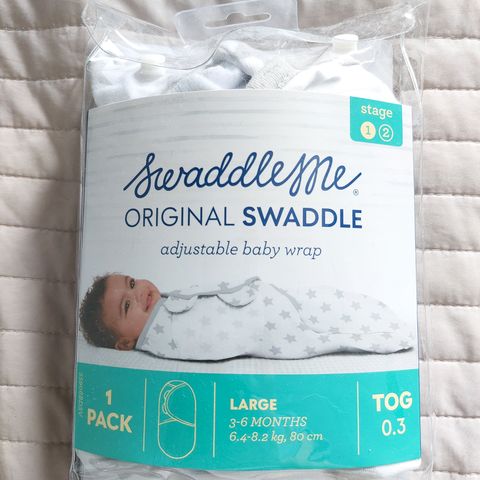 stage
1 2
SwaddleMe®
ORIGINAL SWADDLE
adjustable baby wrap
1
PACK
LARGE
3-6 MONTHS
6.4-8.2 kg, 80 cm
TOG
0.3